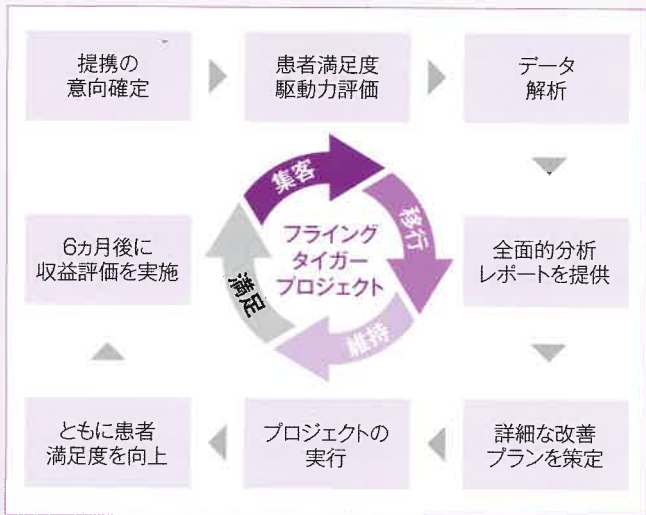 提携の
意向確定
患者満足度
駆動力評価
データ
解析
全面的分析
レポートを提供
詳細な改善
プランを策定
プロジェクトの
実行
ともに患者
満足度を向上
6ヵ月後に
収益評価を実施
集客
移行
維持
満足
フライング
タイガー
プロジェクト